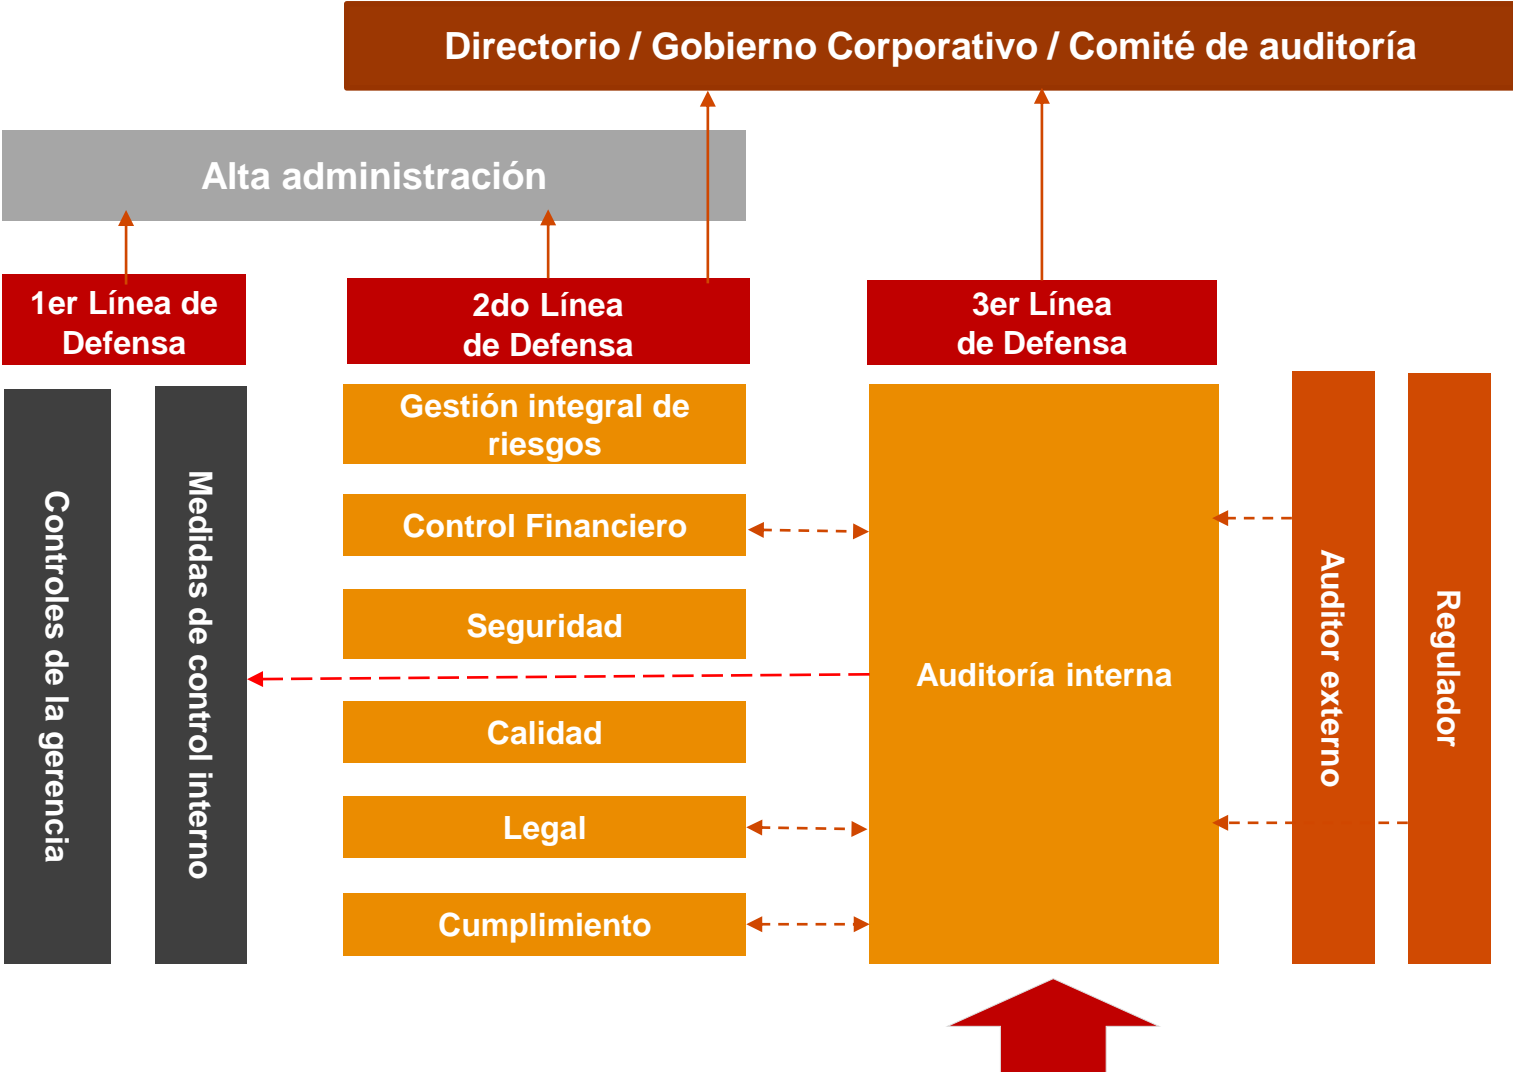 Directorio / Gobierno Corporativo / Comité de auditoría
Alta administración
1er Línea de
Defensa
2do Línea
de Defensa
3er Línea
de Defensa
Controles de la gerencia
Medidas de control interno
Gestión integral de
riesgos
Control Financiero
Seguridad
Calidad
Legal
Cumplimiento
Auditoría interna
Auditor externo
Regulador